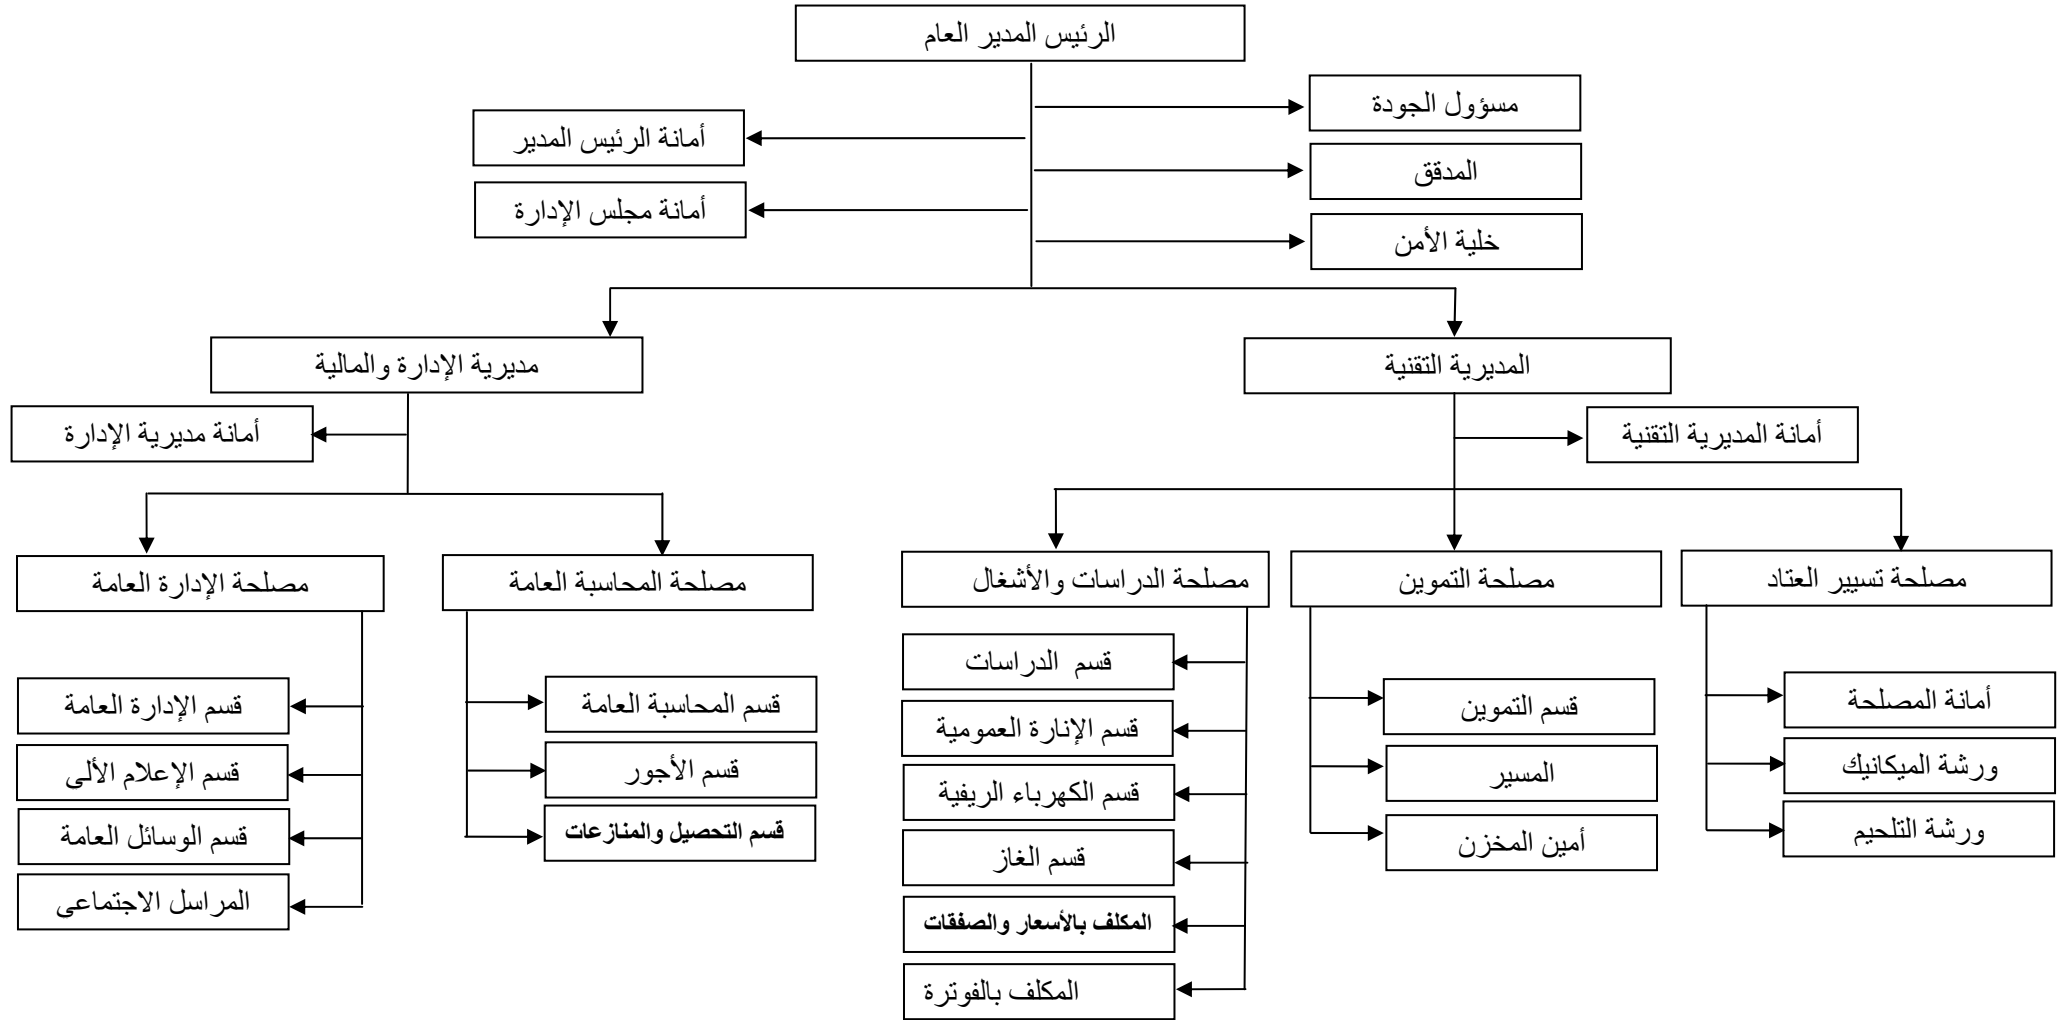 الرئيس المدير العام
مسؤول الجودة
أمانة الرئيس المدير
المدقق
أمانة مجلس الإدارة
خلية الأمن
المديرية التقنية
مديرية الإدارة والمالية
أمانة المديرية التقنية
أمانة مديرية الإدارة
مصلحة تسيير العتاد
مصلحة التموين
مصلحة الدراسات والأشغال
مصلحة المحاسبة العامة
مصلحة الإدارة العامة
أمانة المصلحة
ورشة الميكانيك
ورشة التلحيم
قسم التموين
المسير
أمين المخزن
قسم الدراسات
قسم الإنارة العمومية
قسم الكهرباء الريفية
قسم الغاز
المكلف بالأسعار والصفقات
المكلف بالفوترة
قسم المحاسبة العامة
قسم الأجور
قسم التحصيل والمنازعات
قسم الإدارة العامة
قسم الإعلام الألى
قسم الوسائل العامة
المراسل الاجتماعى